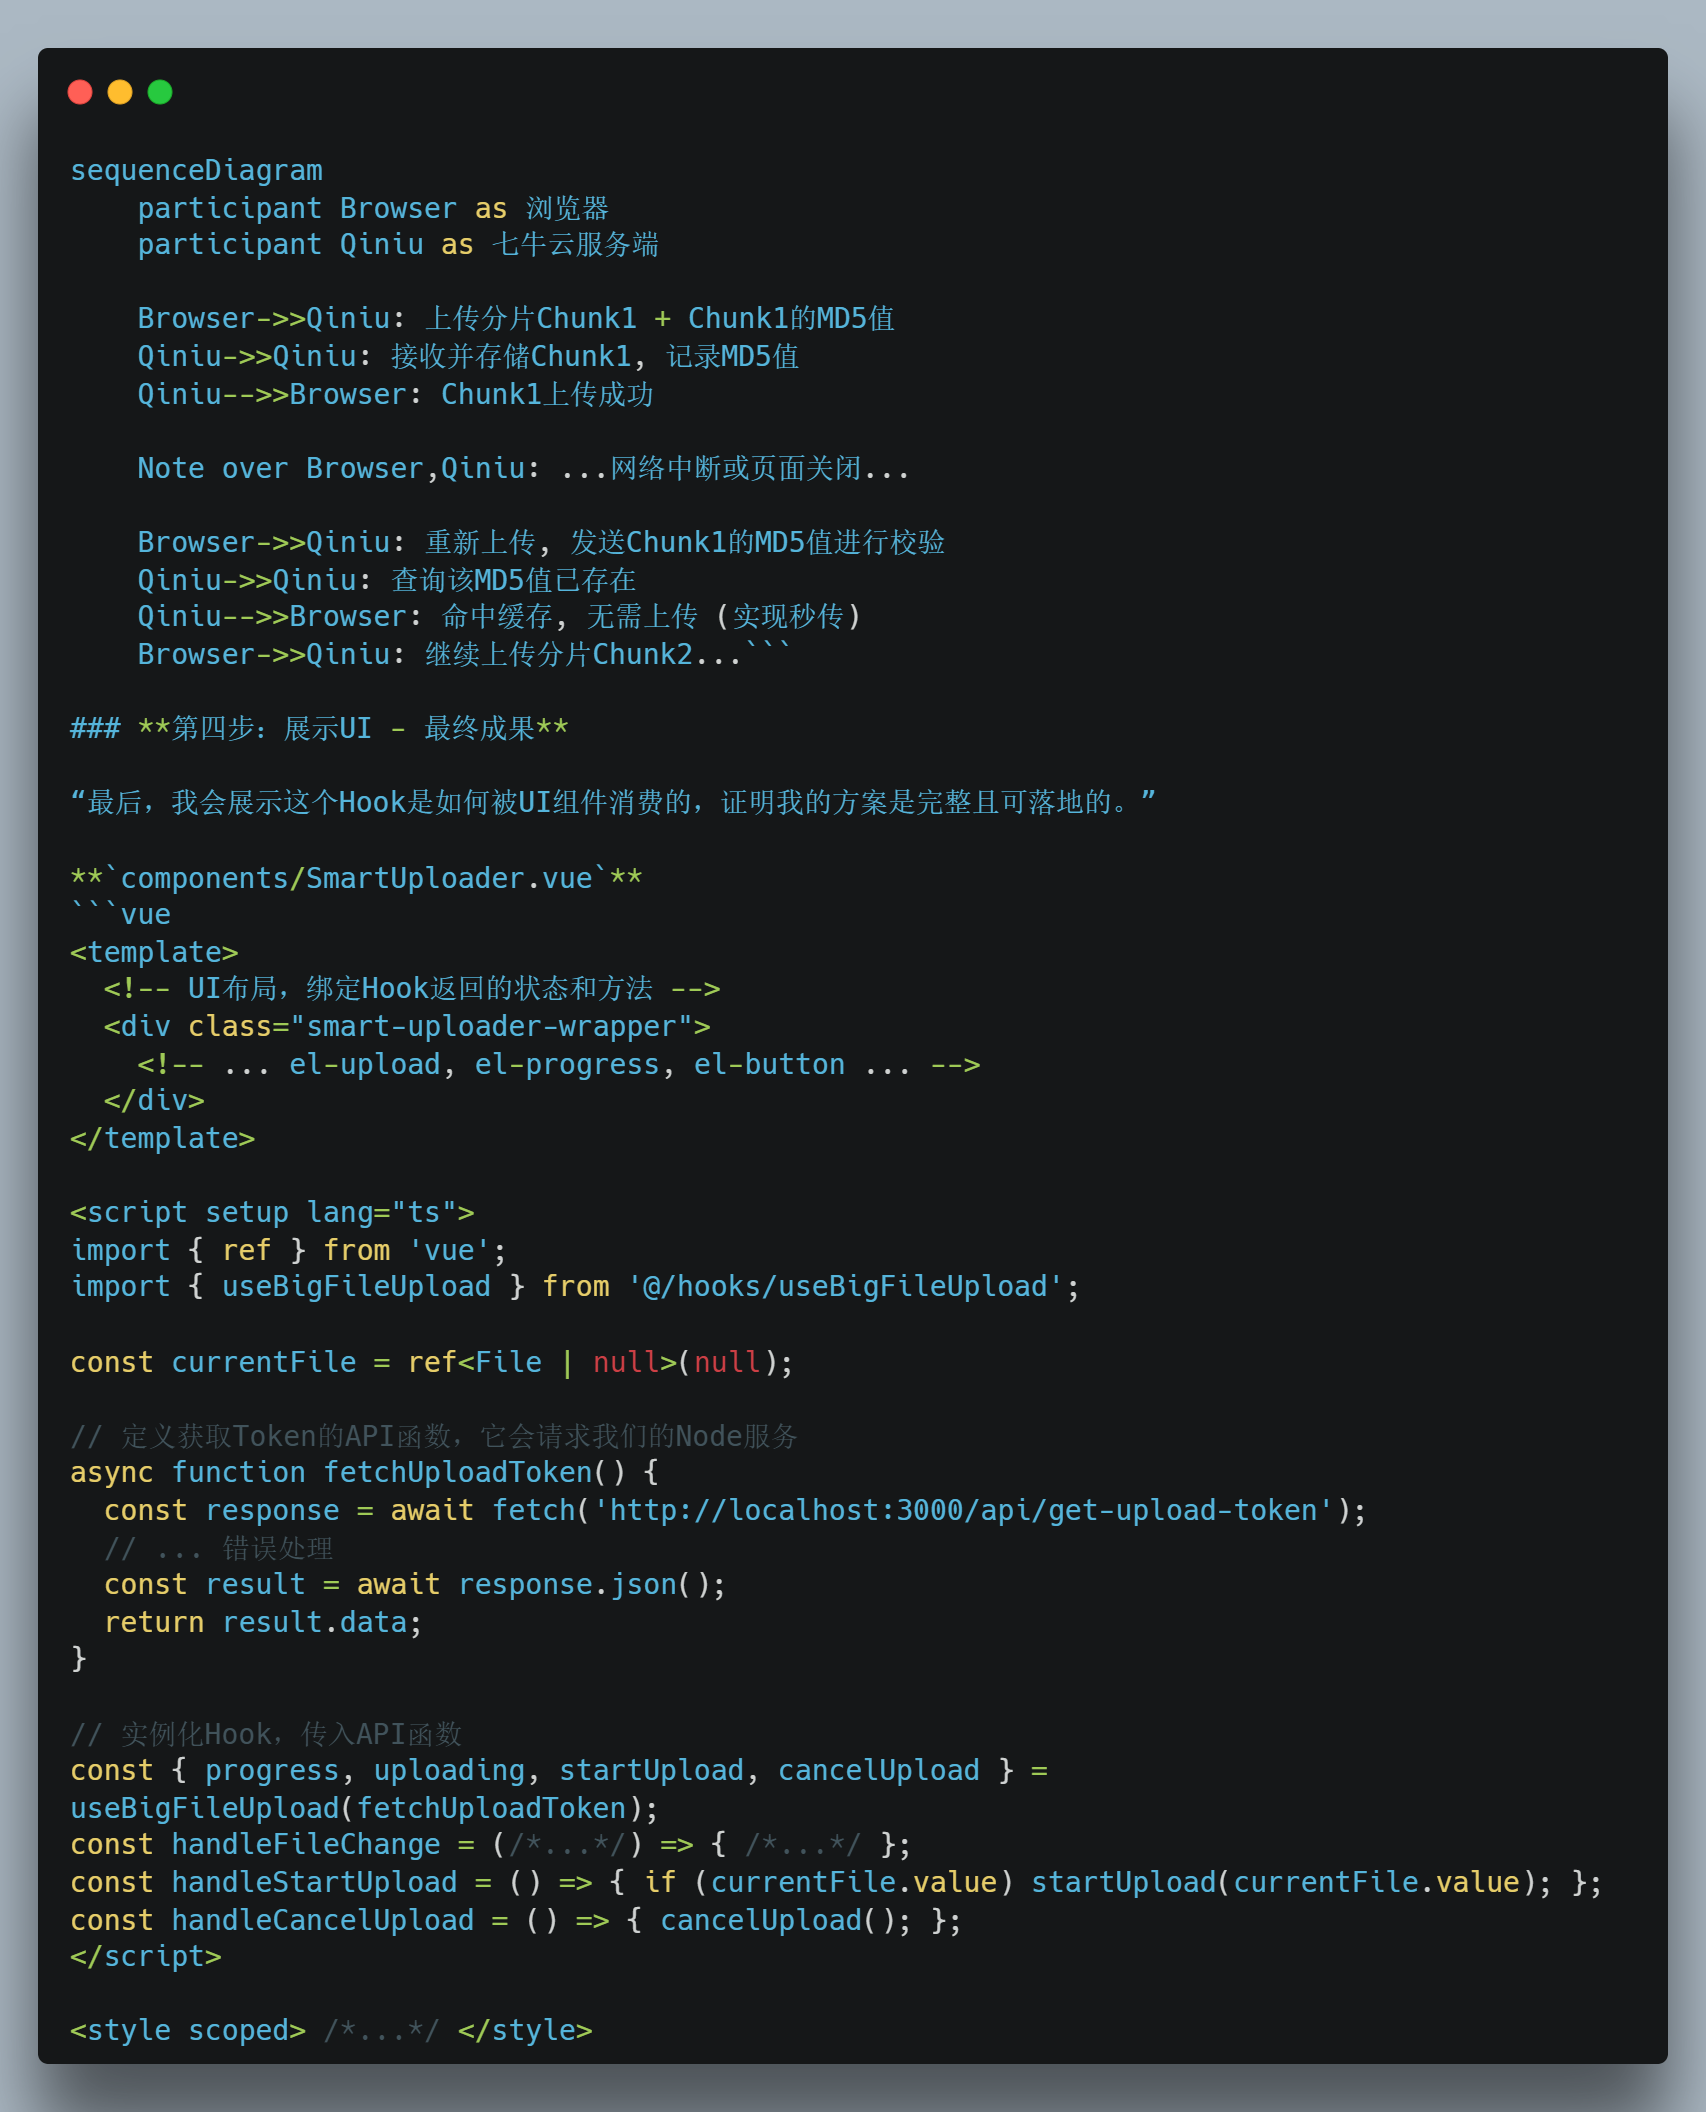 sequenceDiagram
    participant Browser as 浏览器
    participant Qiniu as 七牛云服务端

    Browser->>Qiniu: 上传分片Chunk1 + Chunk1的MD5值
    Qiniu->>Qiniu: 接收并存储Chunk1, 记录MD5值
    Qiniu-->>Browser: Chunk1上传成功

    Note over Browser,Qiniu: ...网络中断或页面关闭...

    Browser->>Qiniu: 重新上传, 发送Chunk1的MD5值进行校验
    Qiniu->>Qiniu: 查询该MD5值已存在
    Qiniu-->>Browser: 命中缓存, 无需上传 (实现秒传)
    Browser->>Qiniu: 继续上传分片Chunk2...```

### **第四步：展示UI - 最终成果**

“最后，我会展示这个Hook是如何被UI组件消费的，证明我的方案是完整且可落地的。”

**`components/SmartUploader.vue`**
```vue
<template>
  <!-- UI布局，绑定Hook返回的状态和方法 -->
  <div class="smart-uploader-wrapper">
    <!-- ... el-upload, el-progress, el-button ... -->
  </div>
</template>

<script setup lang="ts">
import { ref } from 'vue';
import { useBigFileUpload } from '@/hooks/useBigFileUpload';

const currentFile = ref<File | null>(null);

// 定义获取Token的API函数，它会请求我们的Node服务
async function fetchUploadToken() {
  const response = await fetch('http://localhost:3000/api/get-upload-token');
  // ... 错误处理
  const result = await response.json();
  return result.data;
}

// 实例化Hook，传入API函数
const { progress, uploading, startUpload, cancelUpload } =
useBigFileUpload(fetchUploadToken);
const handleFileChange = (/*...*/) => { /*...*/ };
const handleStartUpload = () => { if (currentFile.value) startUpload(currentFile.value); };
const handleCancelUpload = () => { cancelUpload(); };
</script>

<style scoped> /*...*/ </style>